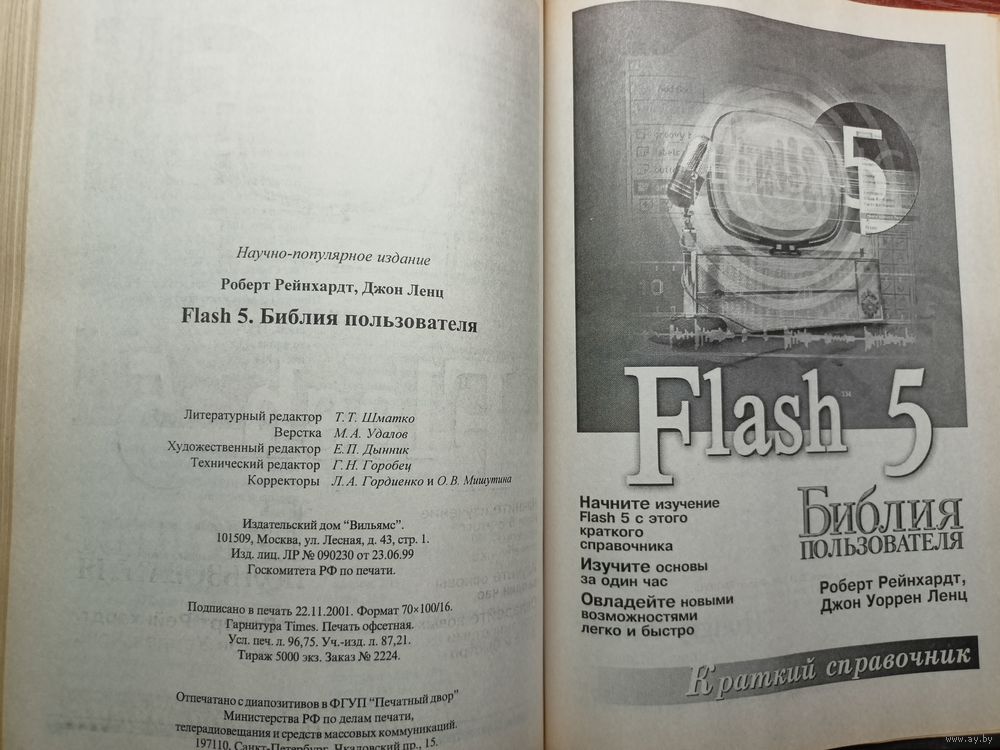 Научно-популярное издание
Роберт Рейнхардт, Джон Ленц
Flash 5. Библия пользователя
Литературный редактор Т. Т. Шматко
Верстка М. А. Удалов
Художественный редактор Е. П. Дынник
Технический редактор Г. Н. Горобец
Корректоры Л. А. Гордиенко и О. В. Мишутина
Издательский дом “Вильямс”.
101509, Москва, ул. Лесная, д. 43, стр. 1.
Изд. лиц. ЛР № 090230 от 23.06.99
Госкомитета РФ по печати.
Подписано в печать 22.11.2001. Формат 70×100/16.
Гарнитура Times. Печать офсетная.
Усл. печ. л. 96,75. Уч.-изд. л. 87,21.
Тираж 5000 экз. Заказ № 2224.
Отпечатано с диапозитивов в ФГУП “Печатный двор”
Министерства РФ по делам печати,
телерадиовещания и средств массовых коммуникаций.
197110, Санкт-Петербург, Чкаловский пр., 15.
5
Flash™ 5
Библия
ПОЛЬЗОВАТЕЛЯ
Начните изучение
Flash 5 с этого
краткого
справочника
Изучите основы
за один час
Овладейте новыми
возможностями
легко и быстро
Роберт Рейнхардт,
Джон Уоррен Ленц
Краткий справочник
www.ay.by